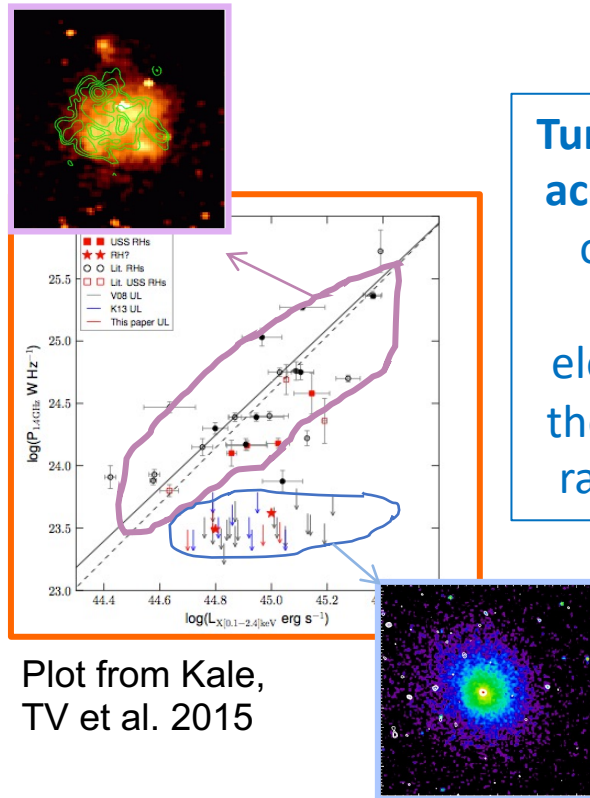 Tur
ac
c
ele
the
ra
USS RHs
RH?
Lit. RHs
Lit. USS RHs
V08 UL
K13 UL
This paper UL
25.5
25.0
24.5
24.0
23.5
23.0
log(P1.4GHz W Hz−1)
44.4 44.6 44.8 45.0 45.2
log(LX[0.1−2.4]keV erg s−1)
Plot from Kale,
TV et al. 2015